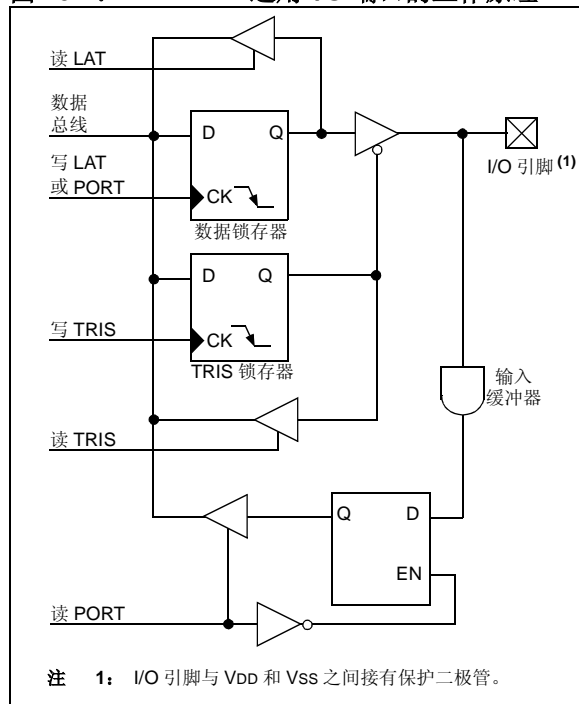 读 LAT
数据
总线
D Q
写 LAT
或 PORT
CK
I/O 引脚(1)
数据锁存器
D Q
写 TRIS
CK
TRIS 锁存器
输入
缓冲器
读 TRIS
Q D
EN
读 PORT
注 1: I/O 引脚与 VDD 和 VSS 之间接有保护二极管。